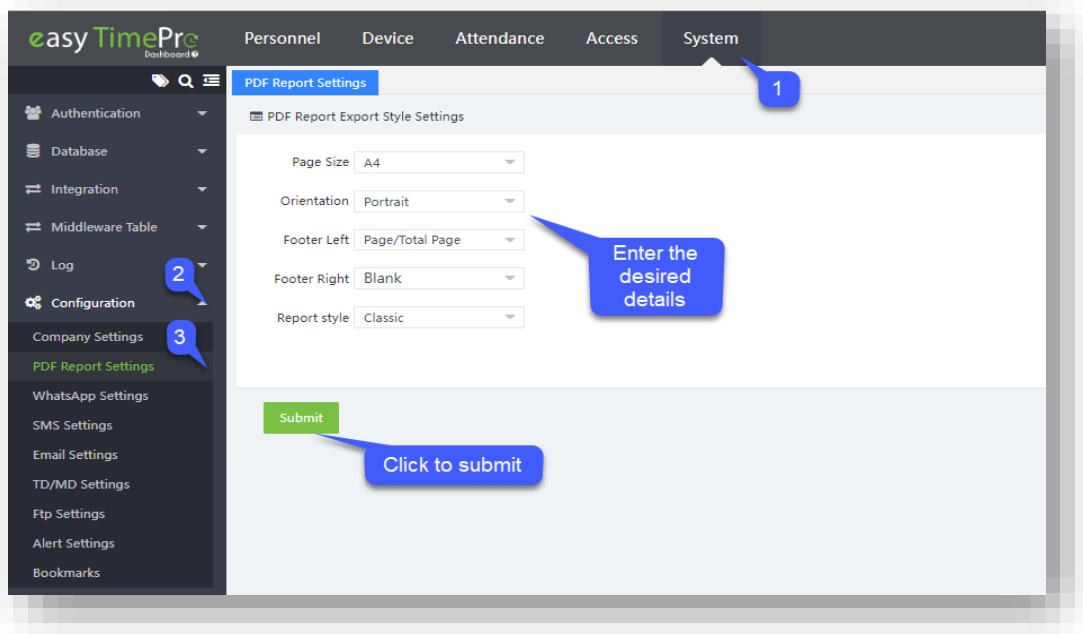 easy TimePro
Dashboard
Personnel Device Attendance Access System
1
PDF Report Settings
Authentication
PDF Report Export Style Settings
Database
Integration
Middleware Table
Log
2
Configuration
Company Settings
3
PDF Report Settings
WhatsApp Settings
SMS Settings
Email Settings
TD/MD Settings
Ftp Settings
Alert Settings
Bookmarks
Page Size A4
Orientation Portrait
Footer Left Page/Total Page
Footer Right Blank
Report style Classic
Enter the
desired
details
Submit
Click to submit